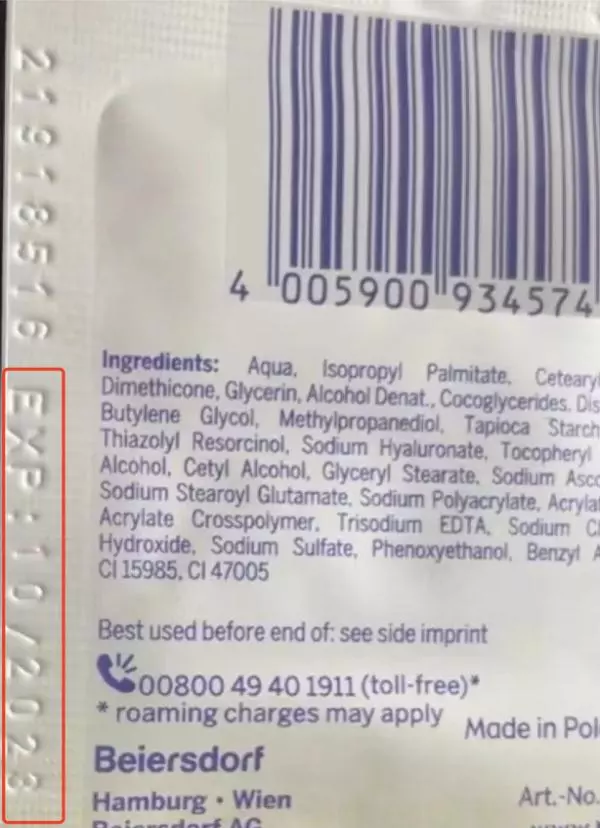 21918516
EXP:10/2023
4 005900 934574
Ingredients: Aqua, Isopropyl Palmitate, Cetearyl
Dimethicone, Glycerin, Alcohol Denat., Cocoglycerides,
Butylene Glycol, Methylpropanediol, Tapioca Starch
Thiazolyl Resorcinol, Sodium Hyaluronate, Tocopheryl
Alcohol, Cetyl Alcohol, Glyceryl Stearate, Sodium
Sodium Stearoyl Glutamate, Sodium Polyacrylate,
Acrylate Crosspolymer, Trisodium EDTA, Sodium
Hydroxide, Sodium Sulfate, Phenoxyethanol, Benzyl
CI 15985, CI 47005
Best used before end of: see side imprint
00800 49 40 1911 (toll-free)*
* roaming charges may apply
Made in
Beiersdorf
Hamburg · Wien
Art.-No.
Beiersdorf AG